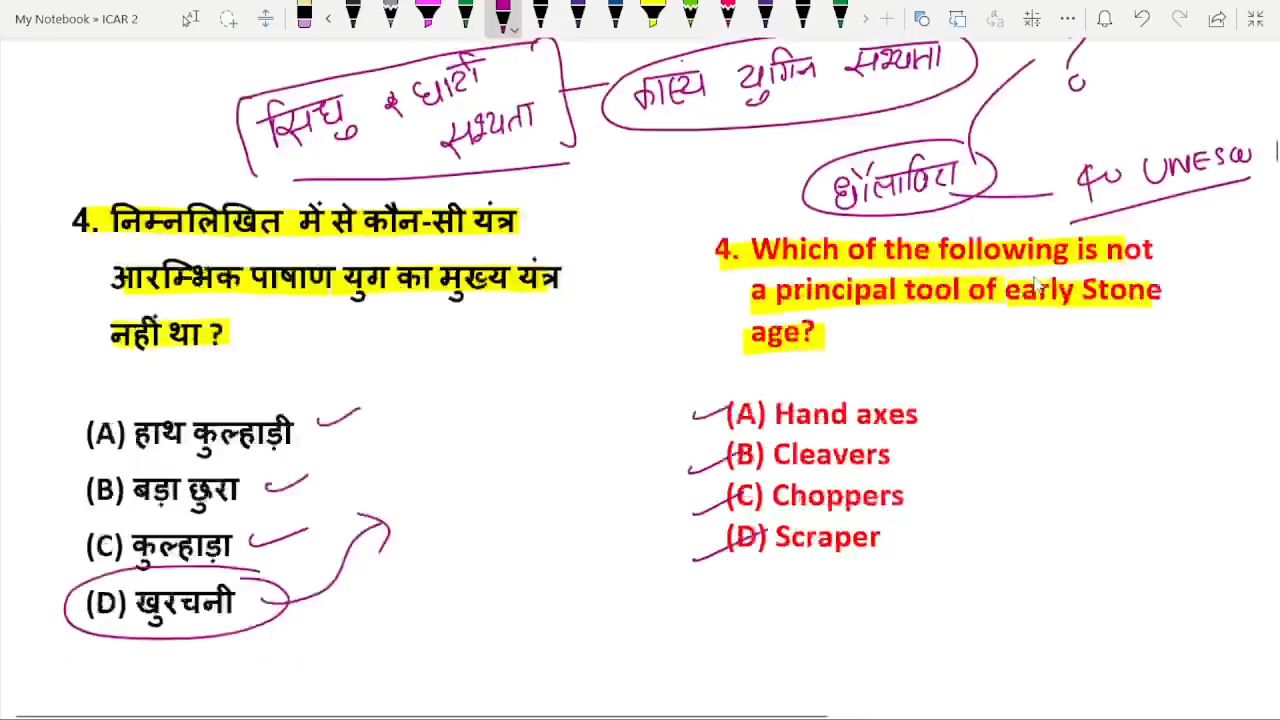 My Notebook » ICAR 2
सिंधु घाटी
सभ्यता
कास्य युगिन सभ्यता
धौलाविरा
40 UNESCO
4. निम्नलिखित में से कौन-सी यंत्र
आरम्भिक पाषाण युग का मुख्य यंत्र
नहीं था ?
(A) हाथ कुल्हाड़ी
(B) बड़ा छुरा
(C) कुल्हाड़ा
(D) खुरचनी
4. Which of the following is not
a principal tool of early Stone
age?
(A) Hand axes
(B) Cleavers
(C) Choppers
(D) Scraper